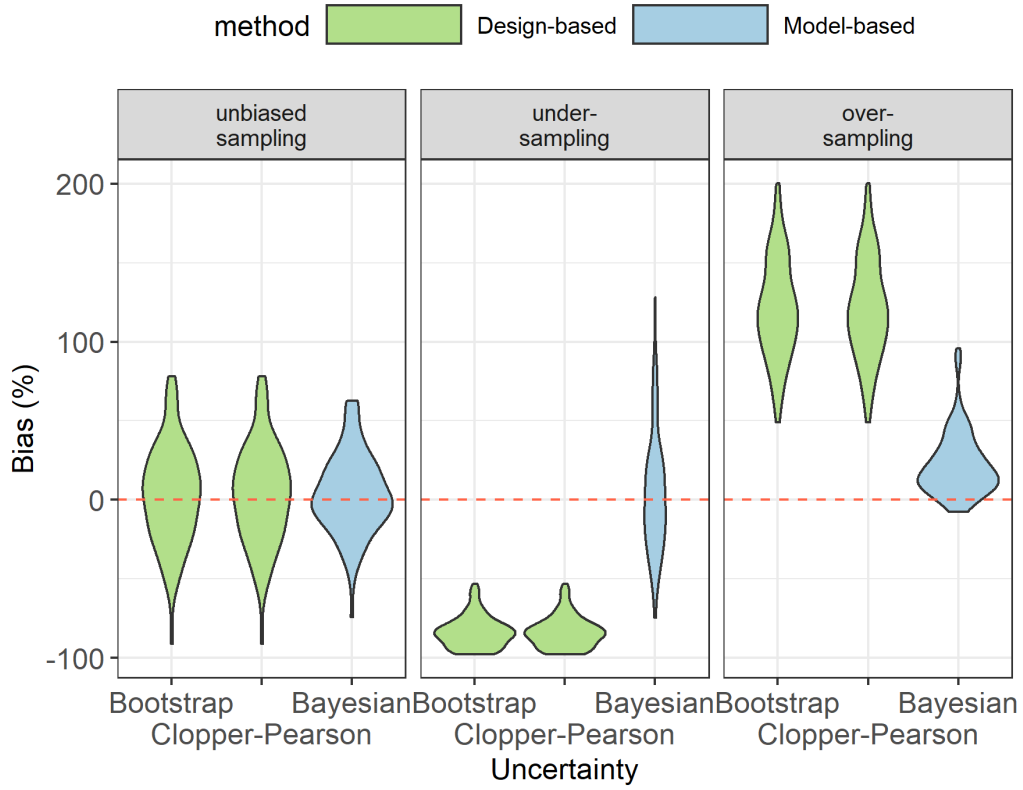 method Design-based Model-based
unbiased
sampling
under-
sampling
over-
sampling
Bias (%)
200
100
0
-100
Bootstrap Bayesian Bootstrap Bayesian Bootstrap Bayesian
Clopper-Pearson Clopper-Pearson Clopper-Pearson
Uncertainty